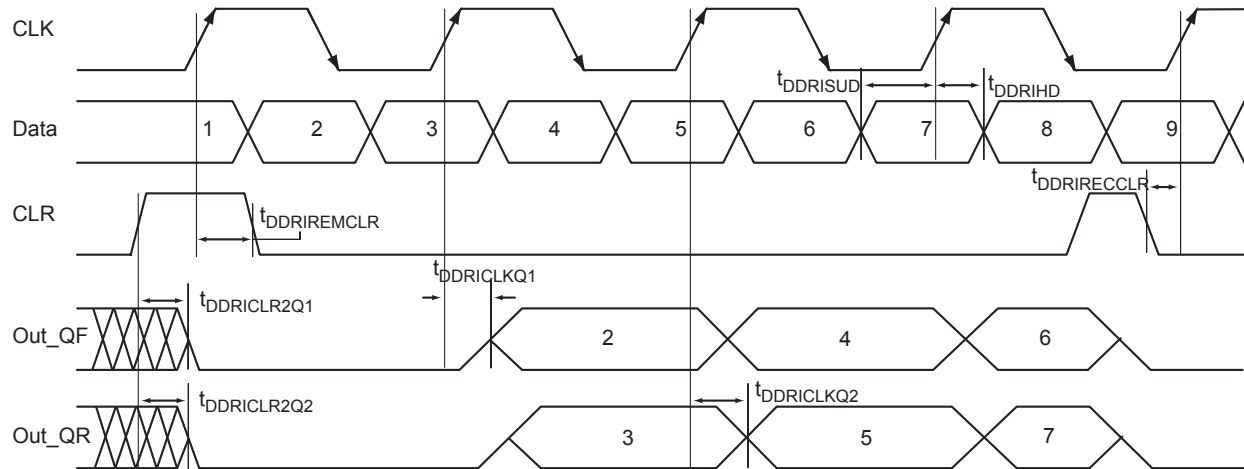 CLK
tDDRISUD
tDDRIHD
Data
1 2 3 4 5 6 7 8 9
tDDRIRECCLR
CLR
tDDRIREMCLR
tDDRICLKQ1
tDDRICLR2Q1
Out_QF
2 4 6
tDDRICLR2Q2
tDDRICLKQ2
Out_QR
3 5 7